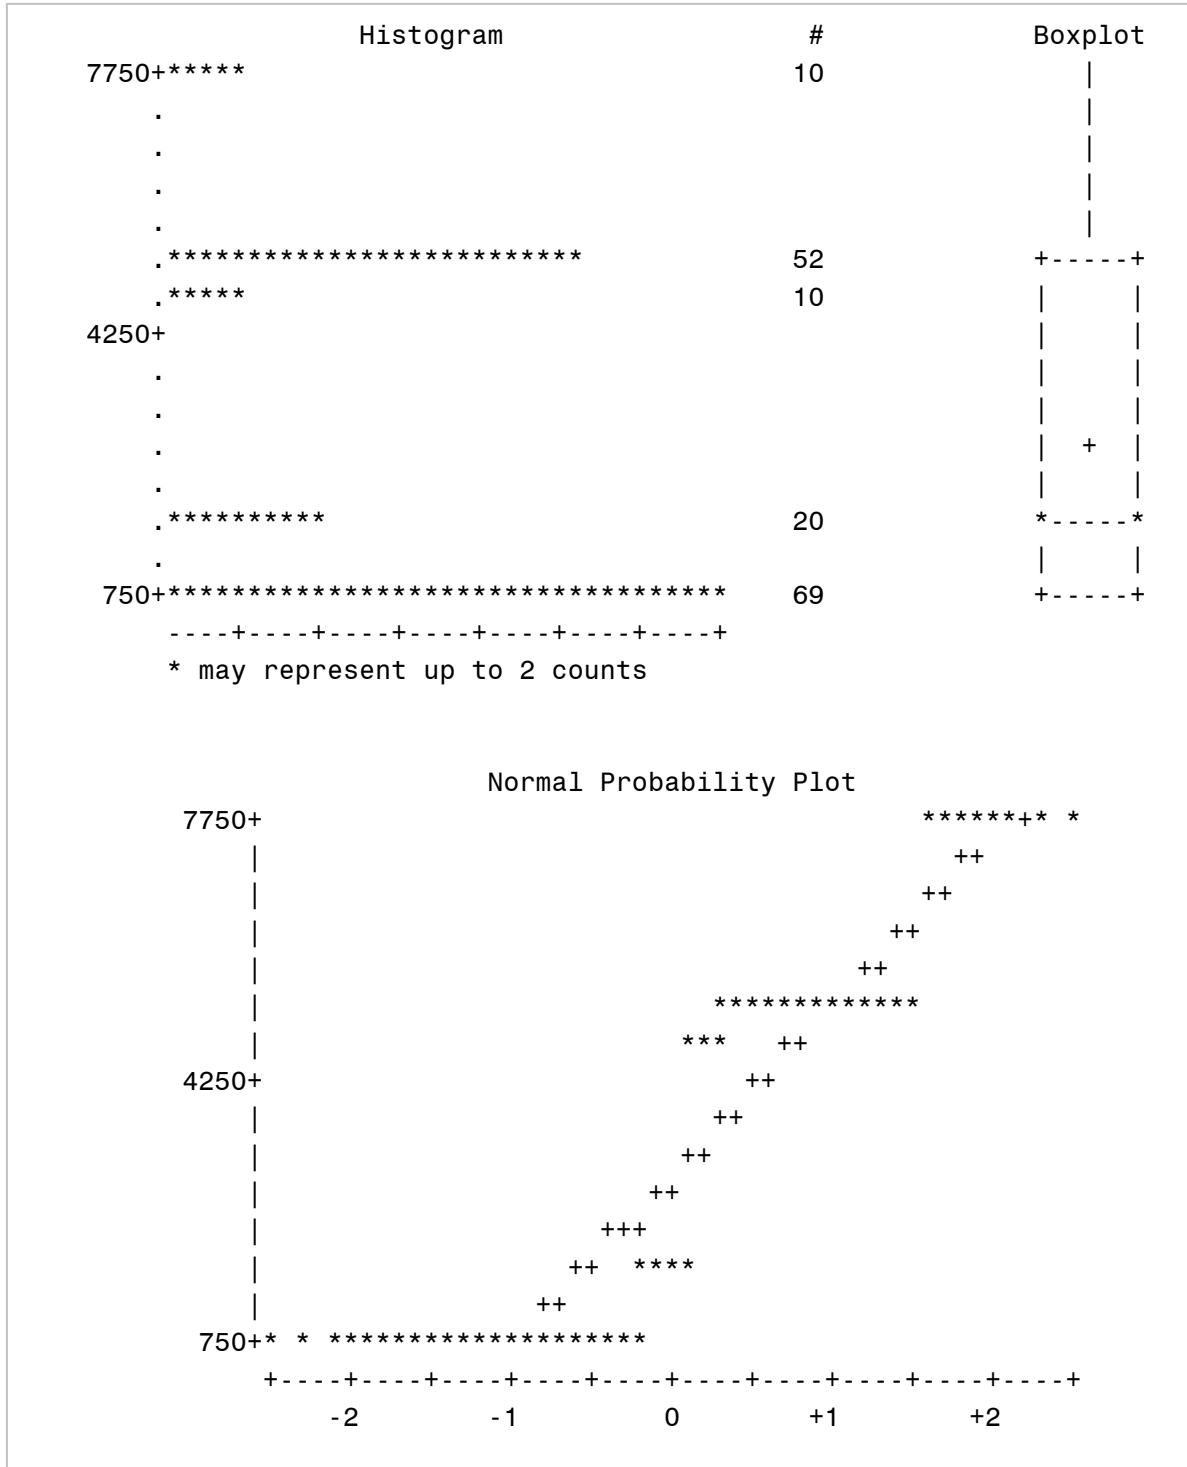 Histogram                   #             Boxplot
7750+*****                                  10                |
.                                                         |
.                                                         |
.                                                         |
.                                                         |
.**************************             52             +-----+
.*****                                  10             |     |
4250+                                                      |     |
.                                                      |     |
.                                                      |     |
.                                                      |  +  |
.                                                      |     |
.**********                             20             *-----*
.                                                      |     |
750+***********************************    69             +-----+
----+----+----+----+----+----+----+
* may represent up to 2 counts
Normal Probability Plot
7750+                                         ******+* *
|                                           ++
|                                         ++
|                                       ++
|                                     ++
|                            *************
|                          ***   ++
4250+                              ++
|                            ++
|                          ++
|                        ++
|                     +++
|                   ++  ****
|                 ++
750+* * ********************
+----+----+----+----+----+----+----+----+----+----+
-2        -1         0        +1        +2